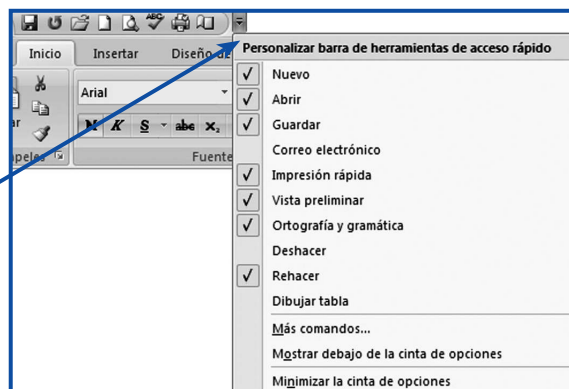 ABC
Inicio Insertar Diseño de
Personalizar barra de herramientas de acceso rápido
Arial
N K S abe x₂
Fuente
Nuevo
Abrir
Guardar
Correo electrónico
Impresión rápida
Vista preliminar
Ortografía y gramática
Deshacer
Rehacer
Dibujar tabla
Más comandos...
Mostrar debajo de la cinta de opciones
Minimizar la cinta de opciones